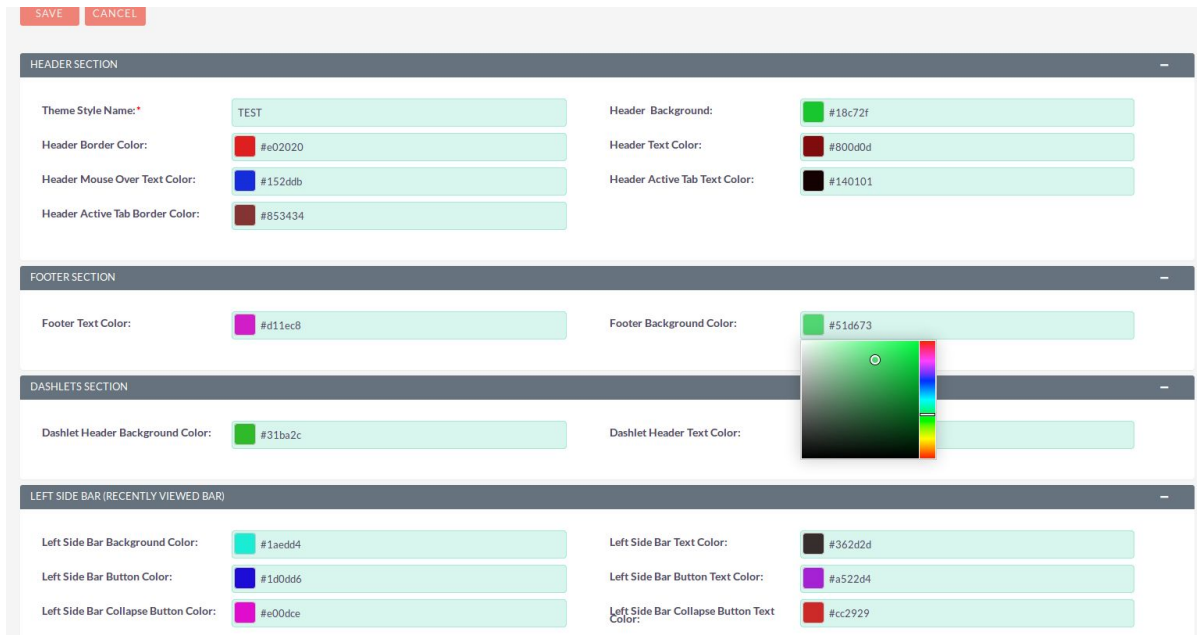 SAVE CANCEL
HEADER SECTION –
Theme Style Name:* TEST Header Background: #18c72f
Header Border Color: #e02020 Header Text Color: #800d0d
Header Mouse Over Text Color: #152ddb Header Active Tab Text Color: #140101
Header Active Tab Border Color: #853434
FOOTER SECTION –
Footer Text Color: #d11ec8 Footer Background Color: #51d673
DASHLETS SECTION –
Dashlet Header Background Color: #31ba2c Dashlet Header Text Color:
LEFT SIDE BAR (RECENTLY VIEWED BAR) –
Left Side Bar Background Color: #1aedd4 Left Side Bar Text Color: #362d2d
Left Side Bar Button Color: #1d0dd6 Left Side Bar Button Text Color: #a522d4
Left Side Bar Collapse Button Color: #e00dce Left Side Bar Collapse Button Text Color: #cc2929